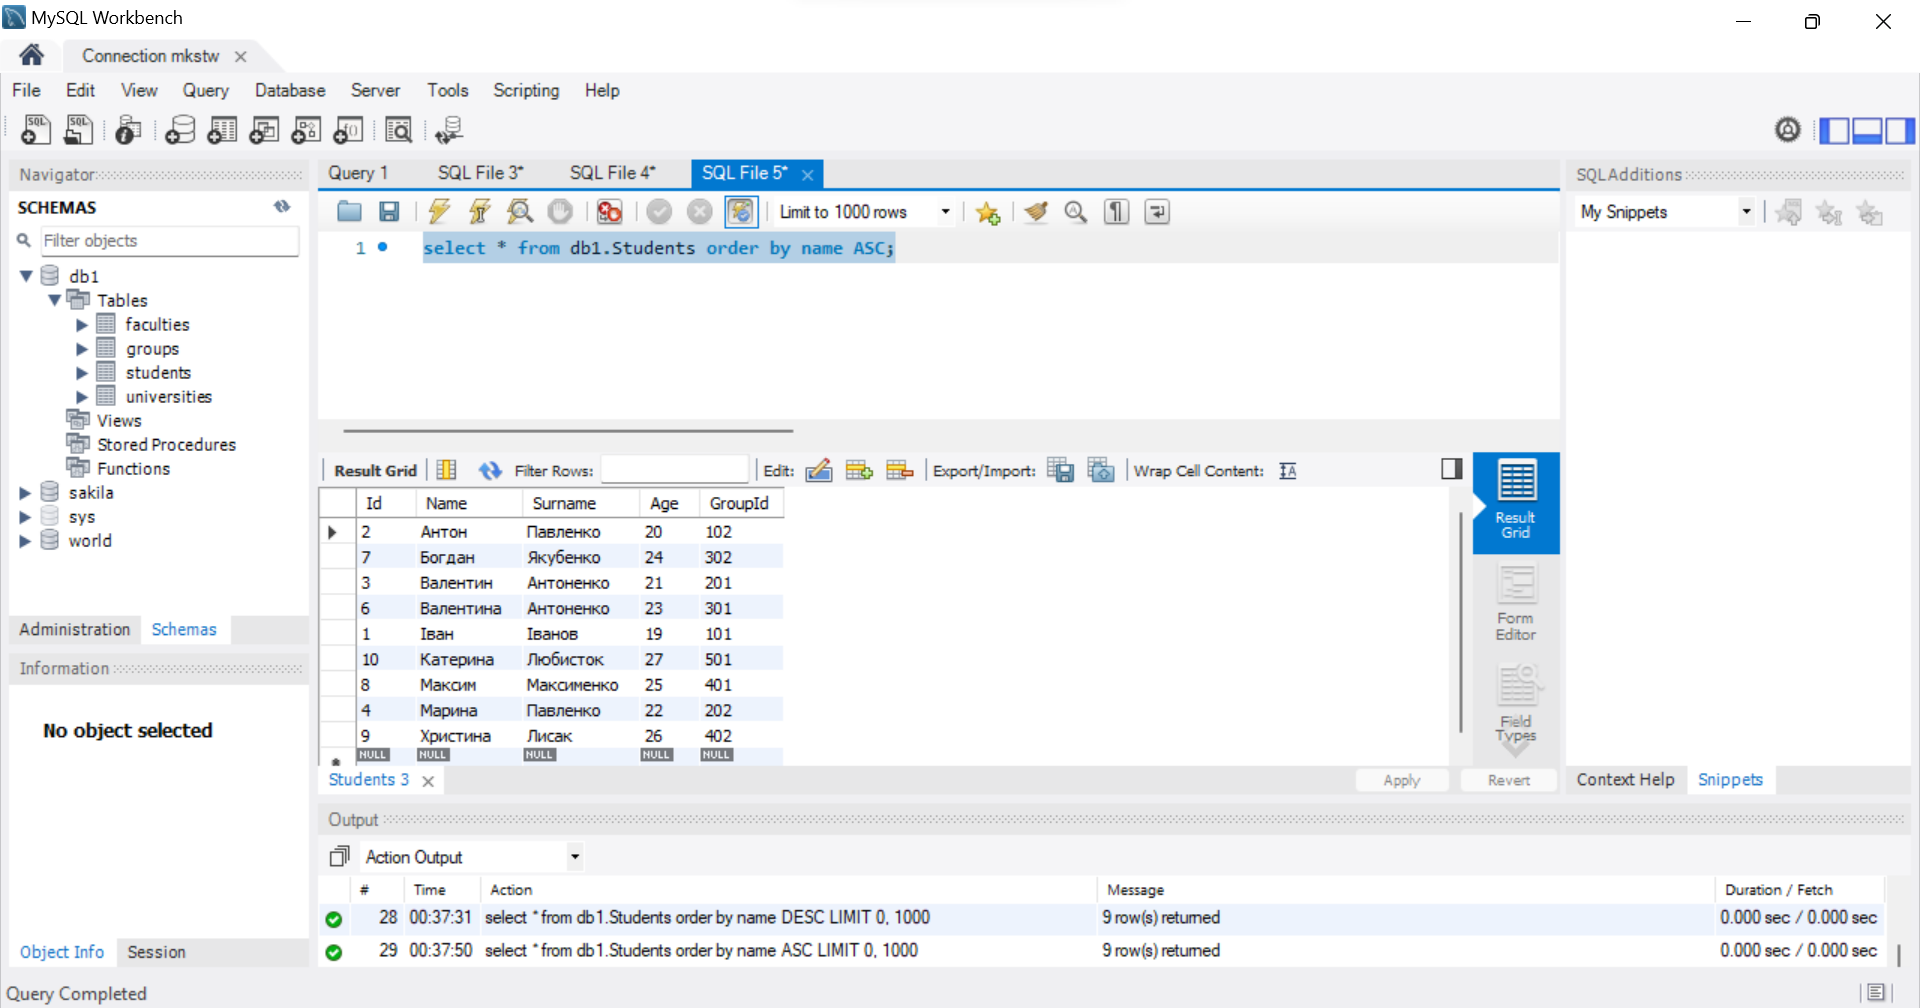 MySQL Workbench
Connection mkstw
File Edit View Query Database Server Tools Scripting Help
Navigator
SCHEMAS
Filter objects
db1
Tables
faculties
groups
students
universities
Views
Stored Procedures
Functions
sakila
sys
world
Administration Schemas
Information
No object selected
Object Info Session
Query 1 SQL File 3* SQL File 4* SQL File 5*
Limit to 1000 rows
1 select * from db1.Students order by name ASC;
Result Grid Filter Rows: Edit: Export/Import: Wrap Cell Content:
Id Name Surname Age GroupId
2 Антон Павленко 20 102
7 Богдан Якубенко 24 302
3 Валентин Антоненко 21 201
6 Валентина Антоненко 23 301
1 Іван Іванов 19 101
10 Катерина Любисток 27 501
8 Максим Максименко 25 401
4 Марина Павленко 22 202
9 Христина Лисак 26 402
NULL NULL NULL NULL NULL
Result
Grid
Form
Editor
Field
Types
Students 3 Apply Revert
SQLAdditions
My Snippets
Context Help Snippets
Output
Action Output
# Time Action Message Duration / Fetch
28 00:37:31 select * from db1.Students order by name DESC LIMIT 0, 1000 9 row(s) returned 0.000 sec / 0.000 sec
29 00:37:50 select * from db1.Students order by name ASC LIMIT 0, 1000 9 row(s) returned 0.000 sec / 0.000 sec
Query Completed